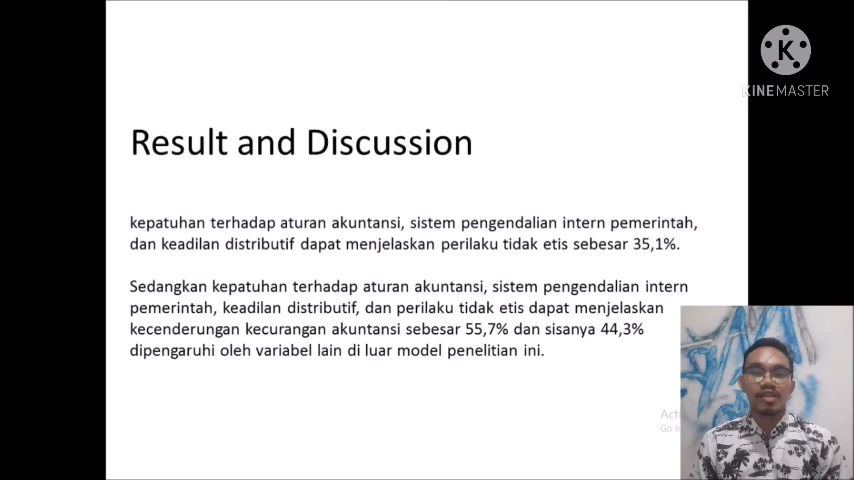 K
KINEMASTER
Result and Discussion
kepatuhan terhadap aturan akuntansi, sistem pengendalian intern pemerintah,
dan keadilan distributif dapat menjelaskan perilaku tidak etis sebesar 35,1%.
Sedangkan kepatuhan terhadap aturan akuntansi, sistem pengendalian intern
pemerintah, keadilan distributif, dan perilaku tidak etis dapat menjelaskan
kecenderungan kecurangan akuntansi sebesar 55,7% dan sisanya 44,3%
dipengaruhi oleh variabel lain di luar model penelitian ini.
Go